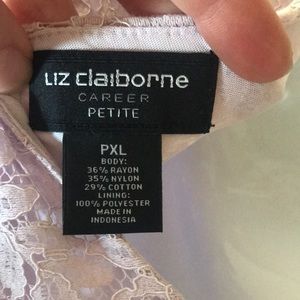 LIZ claiborne
CAREER
PETITE
PXL
BODY:
36% RAYON
35% NYLON
29% COTTON
LINING:
100% POLYESTER
MADE IN
INDONESIA